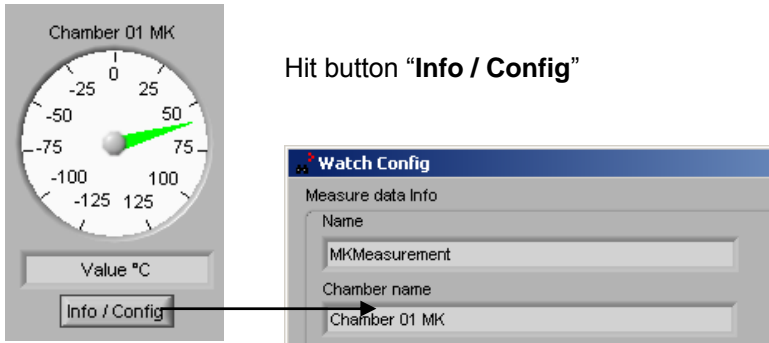 Chamber 01 MK
0
-25 25
-50 50
-75 75
-100 100
-125 125
Value °C
Info / Config
Hit button “Info / Config”
Watch Config
Measure data Info
Name
MKMeasurement
Chamber name
Chamber 01 MK